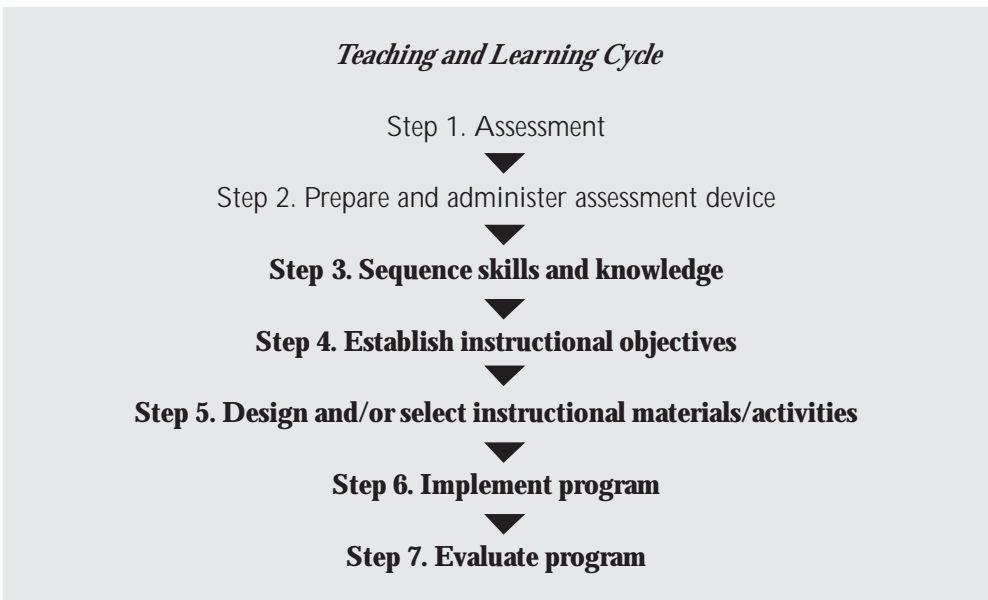 Teaching and Learning Cycle
Step 1. Assessment
Step 2. Prepare and administer assessment device
Step 3. Sequence skills and knowledge
Step 4. Establish instructional objectives
Step 5. Design and/or select instructional materials/activities
Step 6. Implement program
Step 7. Evaluate program